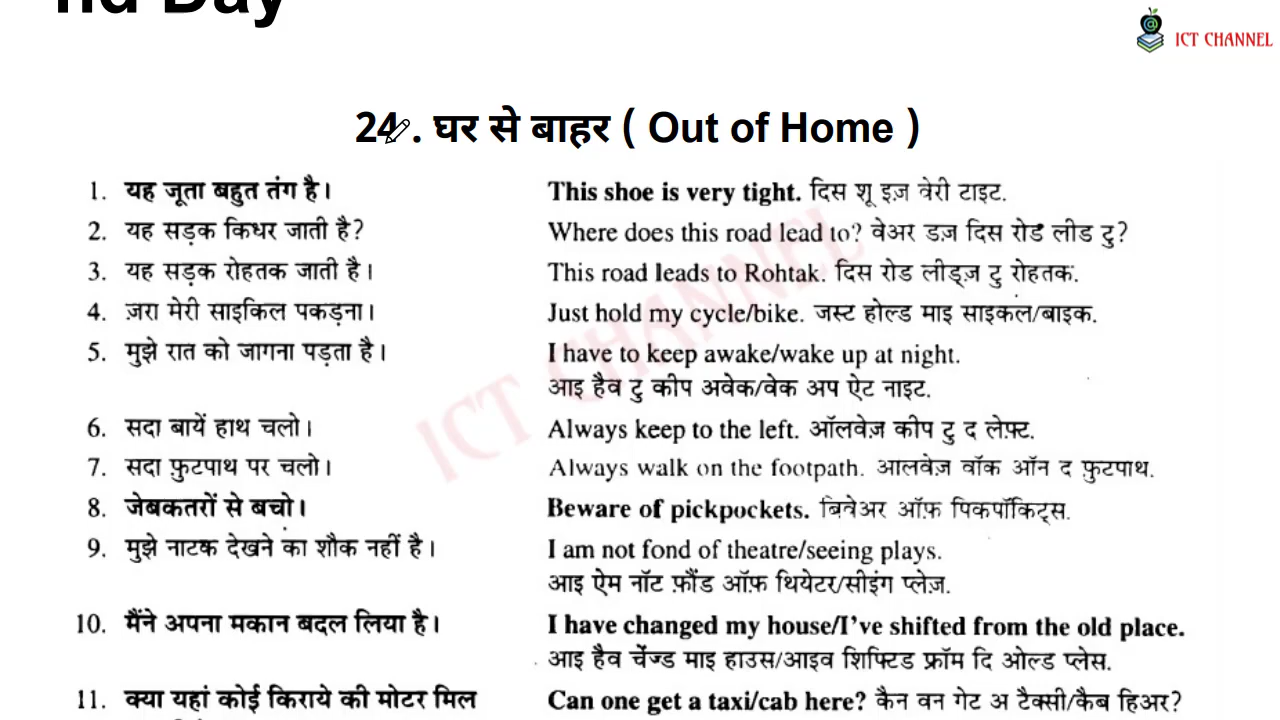 nd Day
ICT CHANNEL
24. घर से बाहर ( Out of Home )
1. यह जूता बहुत तंग है। This shoe is very tight. दिस शू इज़ वेरी टाइट.
2. यह सड़क किधर जाती है? Where does this road lead to? वेअर डज़ दिस रोड लीड टु?
3. यह सड़क रोहतक जाती है। This road leads to Rohtak. दिस रोड लीड्ज़ टु रोहतक.
4. ज़रा मेरी साइकिल पकड़ना। Just hold my cycle/bike. जस्ट होल्ड माइ साइकल/बाइक.
5. मुझे रात को जागना पड़ता है। I have to keep awake/wake up at night.
आइ हैव टु कीप अवेक/वेक अप ऐट नाइट.
6. सदा बायें हाथ चलो। Always keep to the left. ऑलवेज़ कीप टु द लेफ़्ट.
7. सदा फ़ुटपाथ पर चलो। Always walk on the footpath. आलवेज़ वॉक ऑन द फ़ुटपाथ.
8. जेबकतरों से बचो। Beware of pickpockets. बिवेअर ऑफ़ पिकपॉकिट्स.
9. मुझे नाटक देखने का शौक नहीं है। I am not fond of theatre/seeing plays.
आइ ऐम नॉट फ़ौंड ऑफ़ थियेटर/सीइंग प्लेज़.
10. मैंने अपना मकान बदल लिया है। I have changed my house/I've shifted from the old place.
आइ हैव चेंज्ड माइ हाउस/आइव शिफ्टिड फ्रॉम दि ओल्ड प्लेस.
11. क्या यहां कोई किराये की मोटर मिल Can one get a taxi/cab here? कैन वन गेट अ टैक्सी/कैब हिअर?
ICT CHANNEL